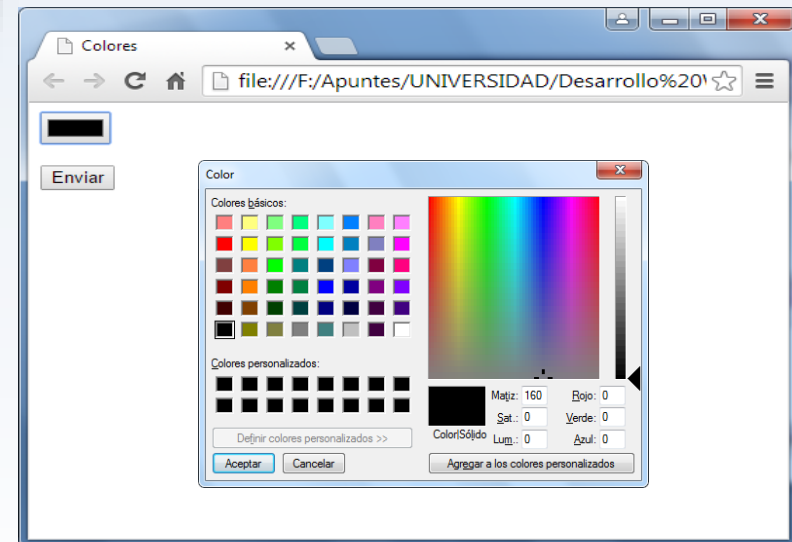 Colores
file:///F:/Apuntes/UNIVERSIDAD/Desarrollo%20
Enviar
Color
Colores básicos:
Colores personalizados:
Definir colores personalizados >>
Aceptar Cancelar
Color|Sólido
Matiz: 160 Rojo: 0
Sat.: 0 Verde: 0
Lum.: 0 Azul: 0
Agregar a los colores personalizados